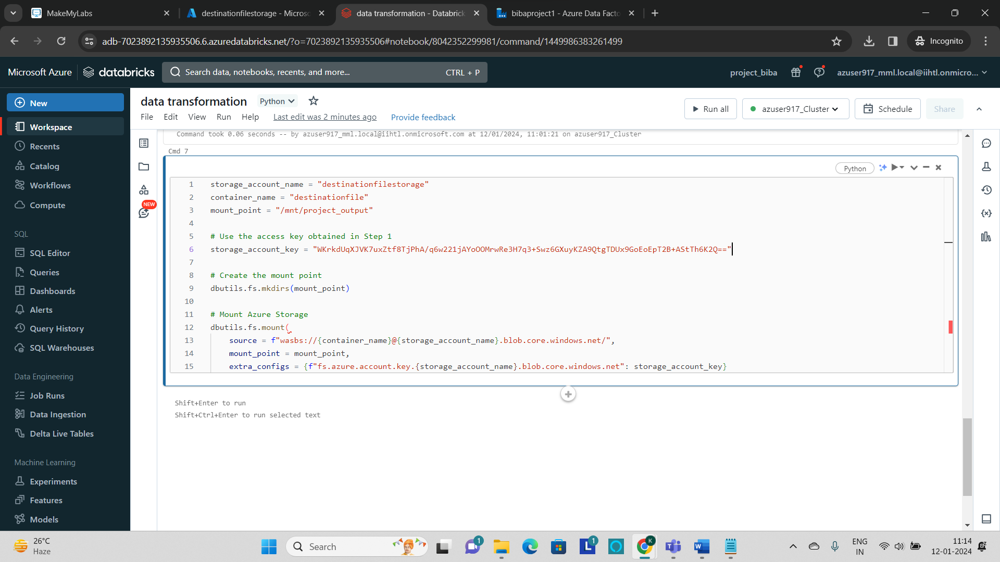 MakeMyLabs
destinationfilestorage - Microso
data transformation - Databrick
bibaproject1 - Azure Data Facto
adb-7023892135935506.6.azuredatabricks.net/?o=7023892135935506#notebook/8042352299981/command/1449986383261499
Incognito
Microsoft Azure
databricks
Search data, notebooks, recents, and more...
CTRL + P
project_biba
azuser917_mml.local@iihtl.onmicro...
New
Workspace
Recents
Catalog
Workflows
Compute
SQL
SQL Editor
Queries
Dashboards
Alerts
Query History
SQL Warehouses
Data Engineering
Job Runs
Data Ingestion
Delta Live Tables
Machine Learning
Experiments
Features
Models
data transformation
Python
File Edit View Run Help
Last edit was 2 minutes ago
Provide feedback
Run all
azuser917_Cluster
Schedule
Share
NEW
Command took 0.06 seconds -- by azuser917_mml.local@iihtl.onmicrosoft.com at 12/01/2024, 11:01:21 on azuser917_Cluster
Cmd 7
Python
1 storage_account_name = "destinationfilestorage"
2 container_name = "destinationfile"
3 mount_point = "/mnt/project_output"
4
5 # Use the access key obtained in Step 1
6 storage_account_key = "WKrkdUqXJVK7uxZtf8TjPhA/q6w221jAYoOOMrwRe3H7q3+Swz6GXuyKZA9QtgTDUx9GoEoEpT2B+AStTh6K2Q=="
7
8 # Create the mount point
9 dbutils.fs.mkdirs(mount_point)
10
11 # Mount Azure Storage
12 dbutils.fs.mount(
13 source = f"wasbs://{container_name}@{storage_account_name}.blob.core.windows.net/",
14 mount_point = mount_point,
15 extra_configs = {f"fs.azure.account.key.{storage_account_name}.blob.core.windows.net": storage_account_key}
Shift+Enter to run
Shift+Ctrl+Enter to run selected text
26°C
Haze
Search
1
L
1
K
ENG
IN
11:14
12-01-2024